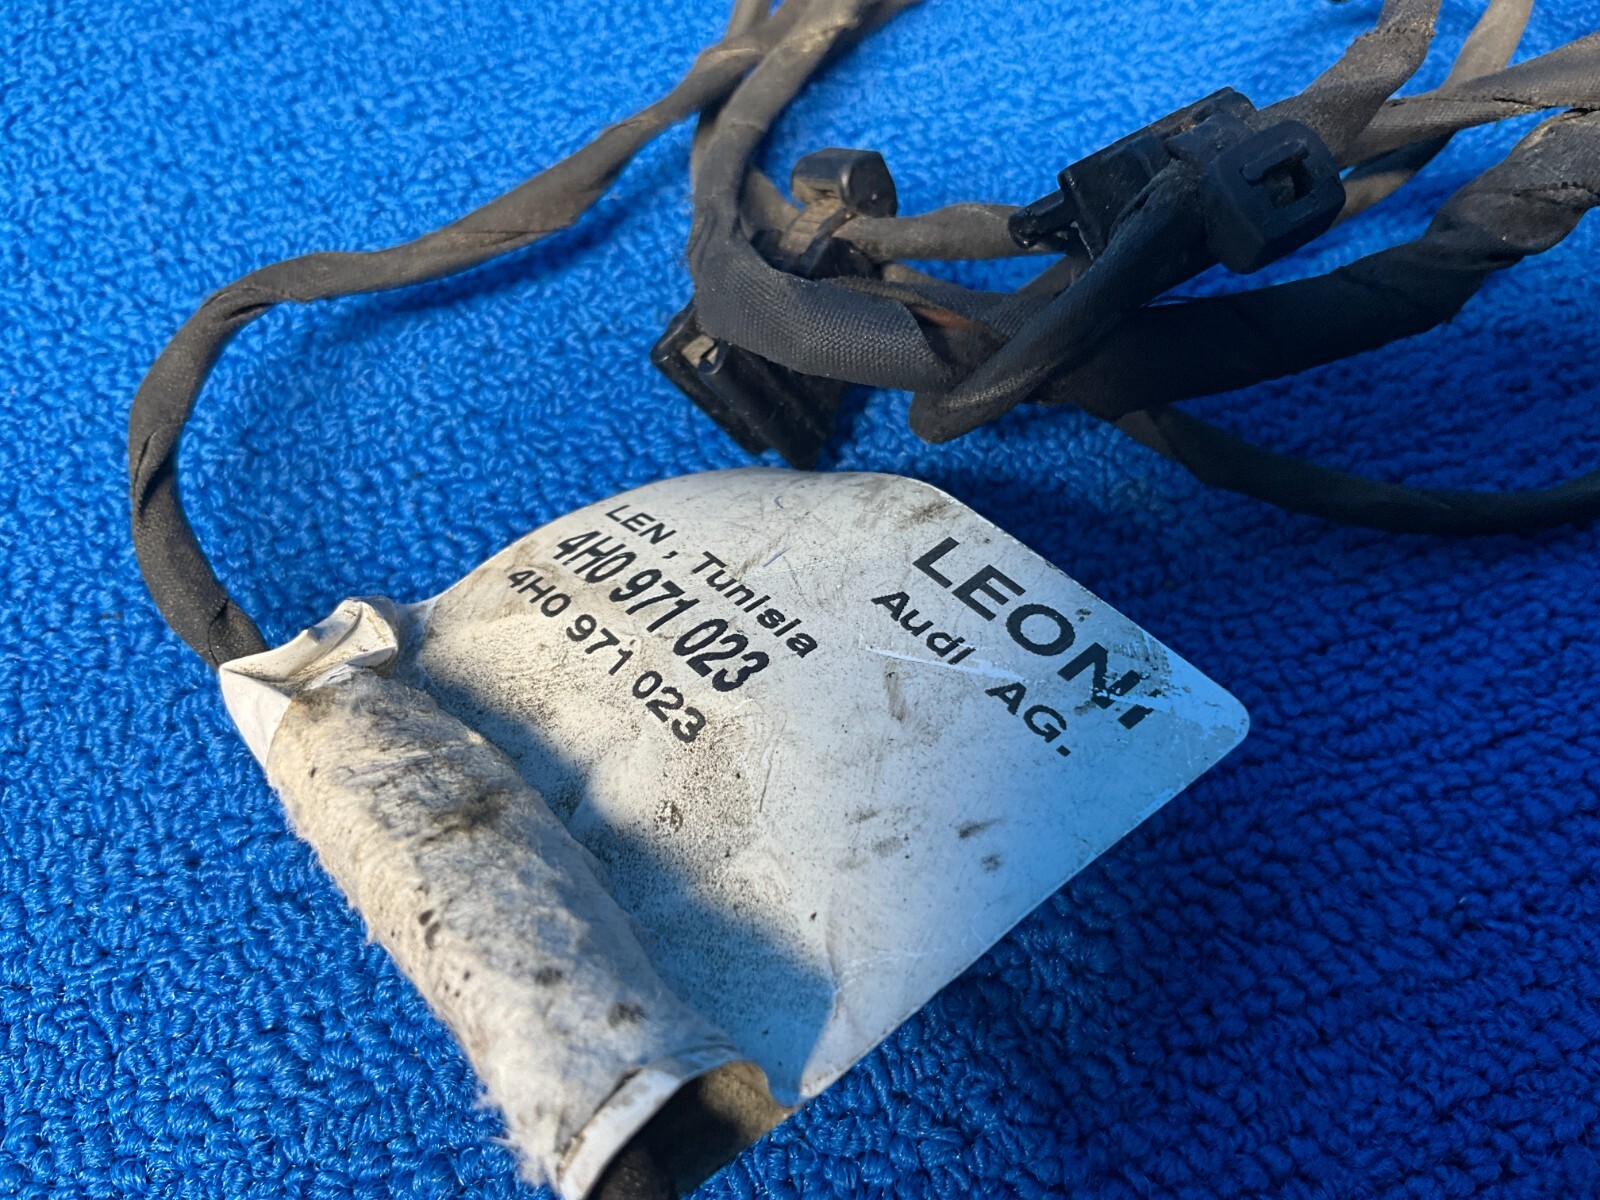 LEONI
Audi AG.
LEN, Tunisia
4H0 971 023
4H0 971 023